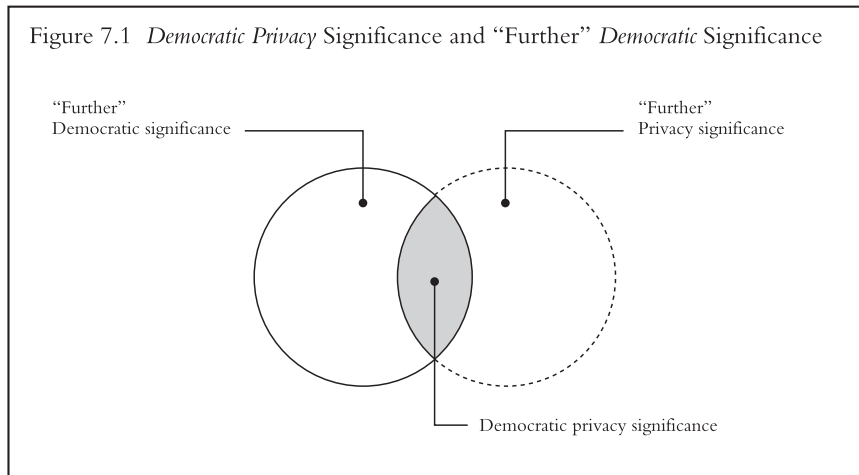 Figure 7.1 Democratic Privacy Significance and “Further” Democratic Significance
“Further”
Democratic significance
“Further”
Privacy significance
Democratic privacy significance